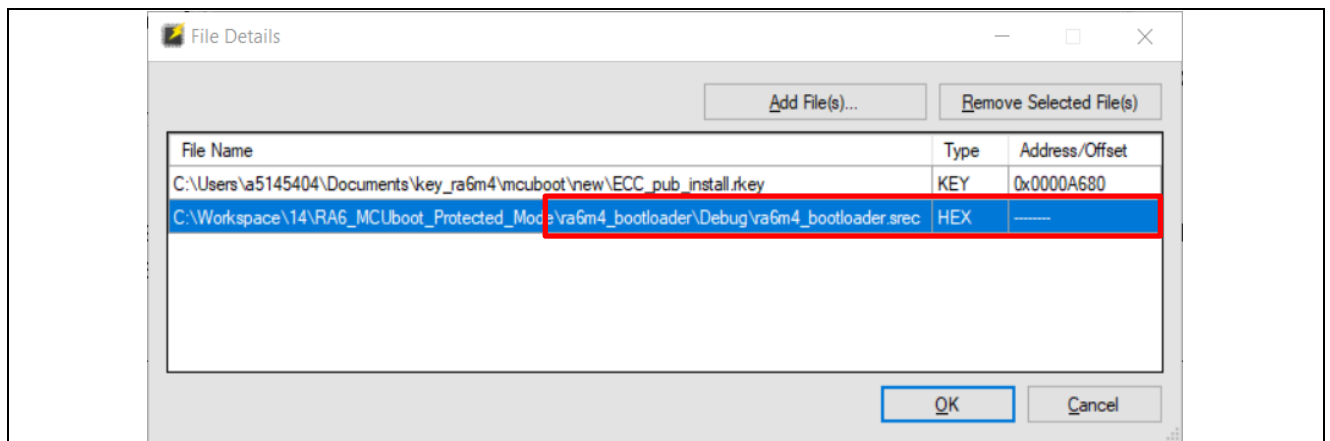 File Details
Add File(s)...
Remove Selected File(s)
File Name Type Address/Offset
C:\Users\a5145404\Documents\key_ra6m4\mcuboot\new\ECC_pub_install.rkey KEY 0x0000A680
C:\Workspace\14\RA6_MCUboot_Protected_Mode\ra6m4_bootloader\Debug\ra6m4_bootloader.srec HEX --------
OK
Cancel